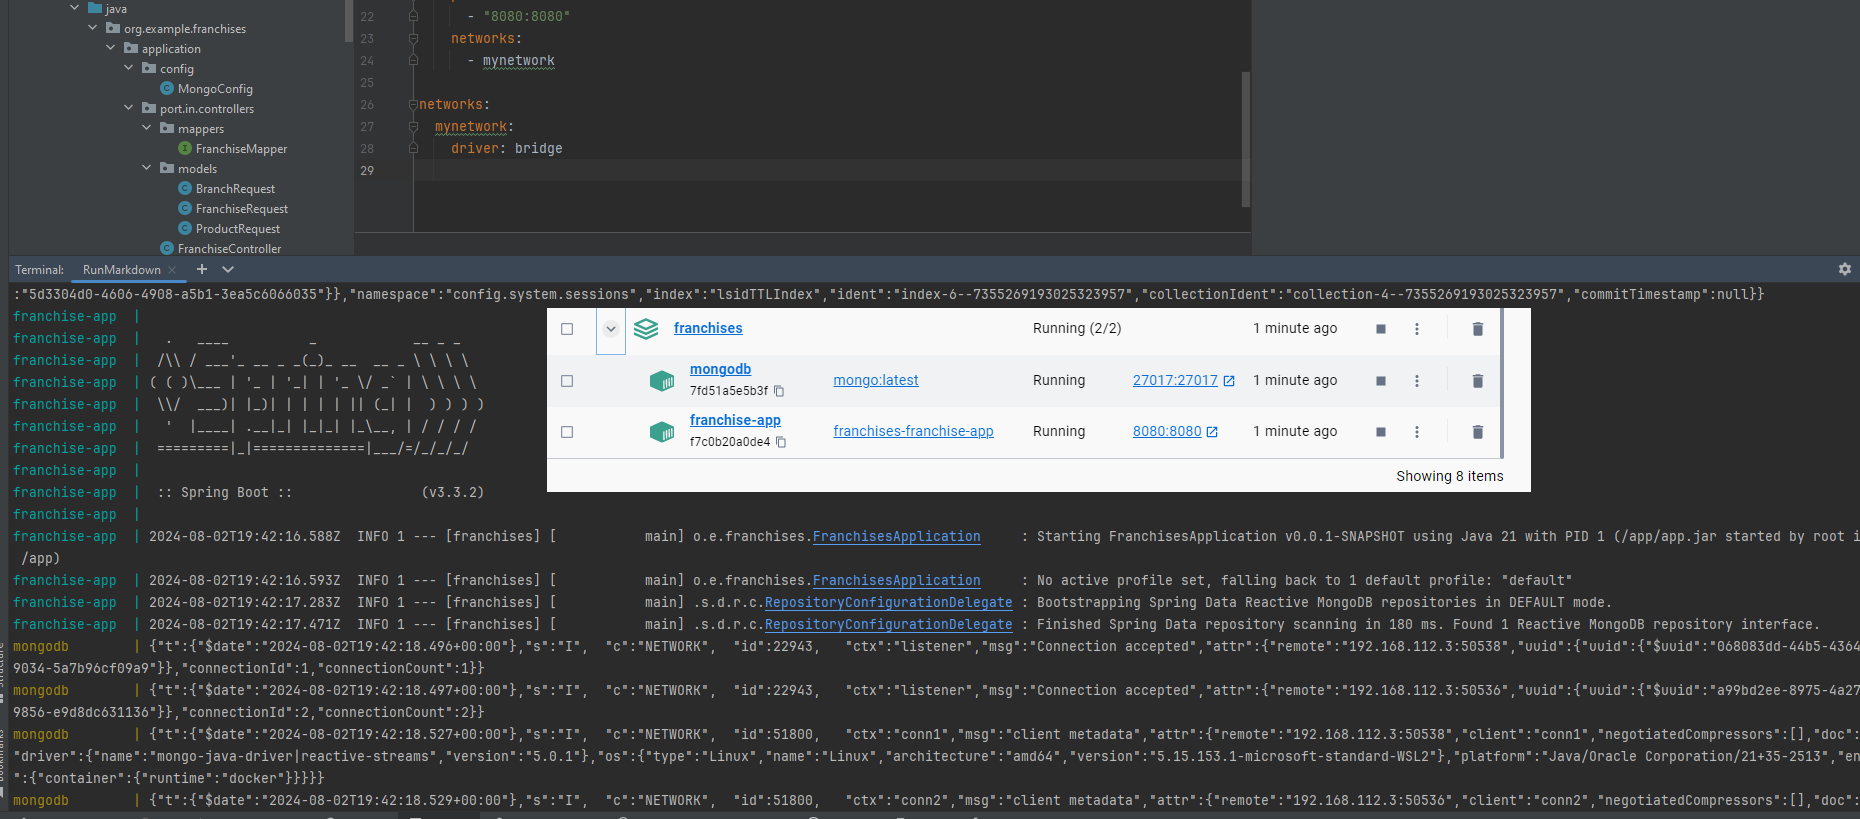 java
org.example.franchises
application
config
MongoConfig
port.in.controllers
mappers
FranchiseMapper
models
BranchRequest
FranchiseRequest
ProductRequest
FranchiseController
22 - "8080:8080"
23 networks:
24 - mynetwork
25
26 networks:
27 mynetwork:
28 driver: bridge
29
Terminal: RunMarkdown
:"5d3304d0-4606-4908-a5b1-3ea5c6066035"}},"namespace":"config.system.sessions","index":"lsidTTLIndex","ident":"index-6--7355269193025323957","collectionIdent":"collection-4--7355269193025323957","commitTimestamp":null}}
franchise-app |
franchise-app |   .   ____          _            __ _ _
franchise-app |  /\\ / ___'_ __ _ _(_)_ __  __ _ \ \ \ \
franchise-app | ( ( )\___ | '_ | '_| | '_ \/ _` | \ \ \ \
franchise-app |  \\/  ___)| |_)| | | | | || (_| |  ) ) ) )
franchise-app |   '  |____| .__|_| |_|_| |_\__, | / / / /
franchise-app |  =========|_|==============|___/=/_/_/_/
franchise-app |
franchise-app | :: Spring Boot :: (v3.3.2)
franchise-app |
franchises Running (2/2) 1 minute ago
mongodb
7fd51a5e5b3f
mongo:latest Running 27017:27017 1 minute ago
franchise-app
f7c0b20a0de4
franchises-franchise-app Running 8080:8080 1 minute ago
Showing 8 items
franchise-app | 2024-08-02T19:42:16.588Z INFO 1 --- [franchises] [ main] o.e.franchises.FranchisesApplication : Starting FranchisesApplication v0.0.1-SNAPSHOT using Java 21 with PID 1 (/app/app.jar started by root i
/app)
franchise-app | 2024-08-02T19:42:16.593Z INFO 1 --- [franchises] [ main] o.e.franchises.FranchisesApplication : No active profile set, falling back to 1 default profile: "default"
franchise-app | 2024-08-02T19:42:17.283Z INFO 1 --- [franchises] [ main] .s.d.r.c.RepositoryConfigurationDelegate : Bootstrapping Spring Data Reactive MongoDB repositories in DEFAULT mode.
franchise-app | 2024-08-02T19:42:17.471Z INFO 1 --- [franchises] [ main] .s.d.r.c.RepositoryConfigurationDelegate : Finished Spring Data repository scanning in 180 ms. Found 1 Reactive MongoDB repository interface.
mongodb | {"t":{"$date":"2024-08-02T19:42:18.496+00:00"},"s":"I", "c":"NETWORK", "id":22943, "ctx":"listener","msg":"Connection accepted","attr":{"remote":"192.168.112.3:50538","uuid":{"uuid":{"$uuid":"068083dd-44b5-4364
9034-5a7b96cf09a9"}},"connectionId":1,"connectionCount":1}}
mongodb | {"t":{"$date":"2024-08-02T19:42:18.497+00:00"},"s":"I", "c":"NETWORK", "id":22943, "ctx":"listener","msg":"Connection accepted","attr":{"remote":"192.168.112.3:50536","uuid":{"uuid":{"$uuid":"a99bd2ee-8975-4a27
9856-e9d8dc631136"}},"connectionId":2,"connectionCount":2}}
mongodb | {"t":{"$date":"2024-08-02T19:42:18.527+00:00"},"s":"I", "c":"NETWORK", "id":51800, "ctx":"conn1","msg":"client metadata","attr":{"remote":"192.168.112.3:50538","client":"conn1","negotiatedCompressors":[],"doc":
"driver":{"name":"mongo-java-driver|reactive-streams","version":"5.0.1"},"os":{"type":"Linux","name":"Linux","architecture":"amd64","version":"5.15.153.1-microsoft-standard-WSL2"},"platform":"Java/Oracle Corporation/21+35-2513","en
":{"container":{"runtime":"docker"}}}}}
mongodb | {"t":{"$date":"2024-08-02T19:42:18.529+00:00"},"s":"I", "c":"NETWORK", "id":51800, "ctx":"conn2","msg":"client metadata","attr":{"remote":"192.168.112.3:50536","client":"conn2","negotiatedCompressors":[],"doc":